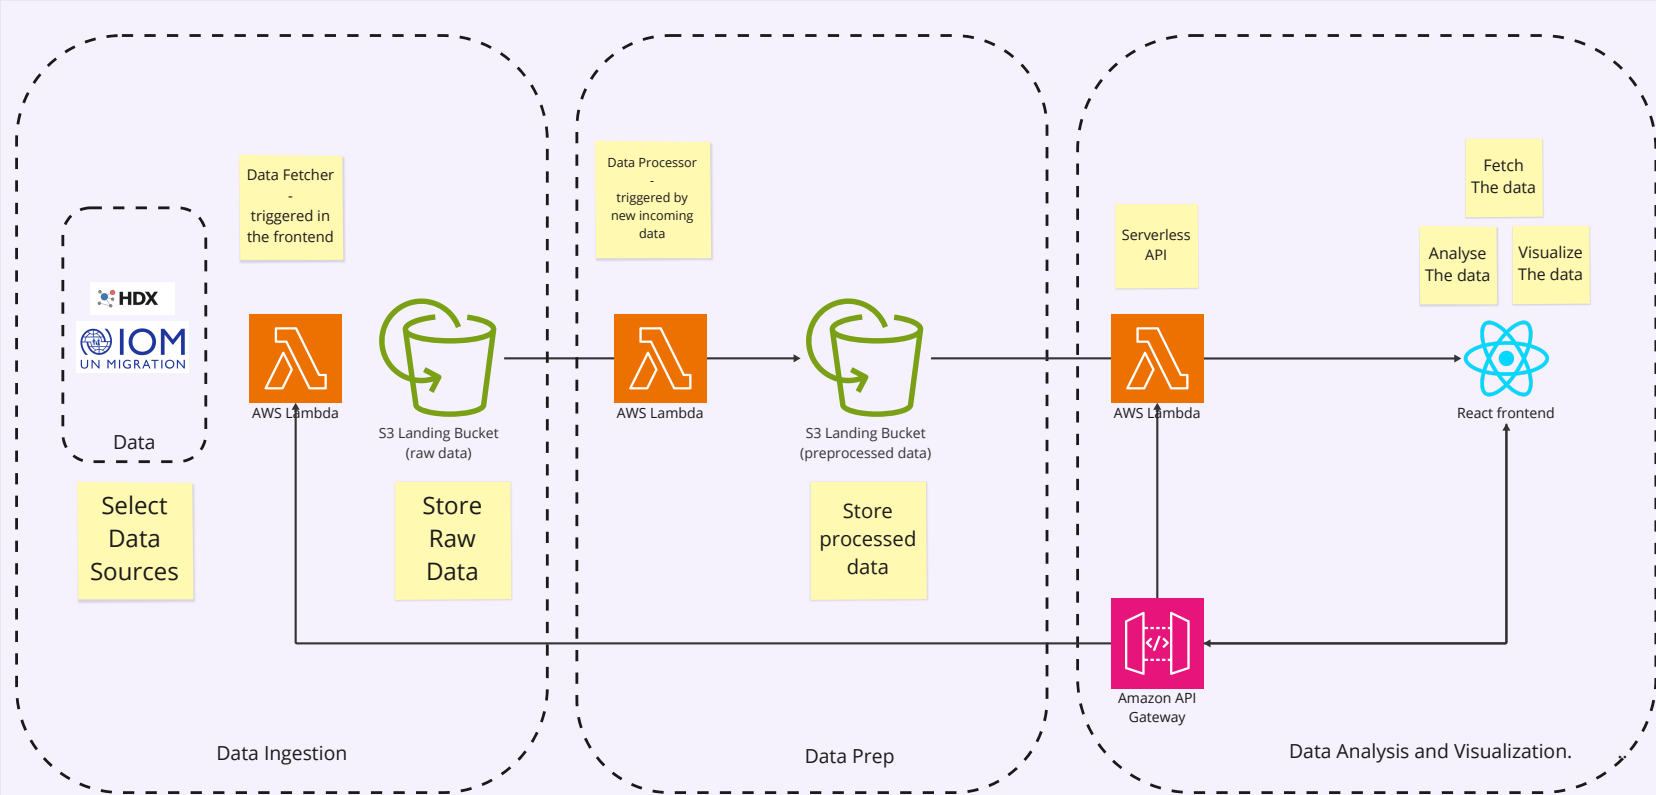 Data Fetcher
-
triggered in
the frontend
HDX
IOM
UN MIGRATION
Data
Select
Data
Sources
AWS Lambda
S3 Landing Bucket
(raw data)
Store
Raw
Data
Data Ingestion
Data Processor
-
triggered by
new incoming
data
AWS Lambda
S3 Landing Bucket
(preprocessed data)
Store
processed
data
Data Prep
Serverless
API
AWS Lambda
Fetch
The data
Analyse
The data
Visualize
The data
React frontend
</>
Amazon API
Gateway
Data Analysis and Visualization.